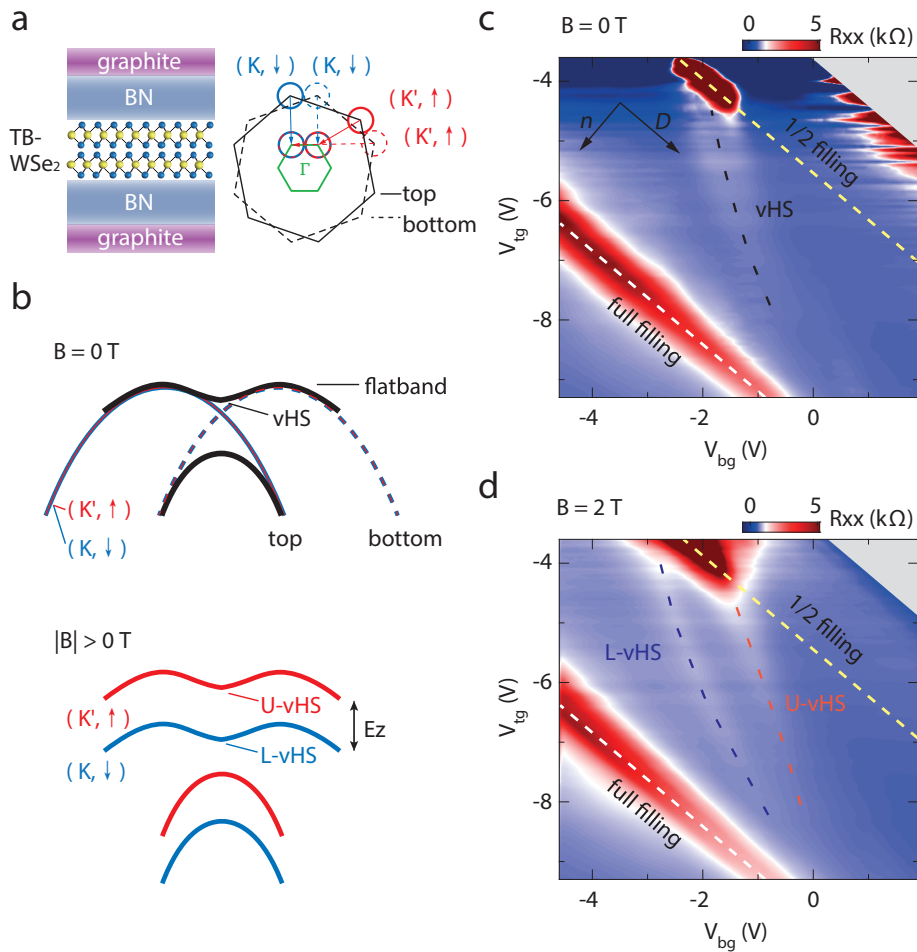 a
graphite
BN
TB-
WSe₂
BN
graphite
(K, ↓) (K, ↓)
(K', ↑)
(K', ↑)
Γ
top
bottom
b
B = 0 T
flatband
vHS
(K', ↑)
(K, ↓)
top
bottom
|B| > 0 T
U-vHS
(K', ↑)
Ez
L-vHS
(K, ↓)
c
B = 0 T
0 5
Rxx (kΩ)
-4
-6
-8
Vtg (V)
n
D
1/2 filling
vHS
full filling
-4 -2 0
Vbg (V)
d
B = 2 T
0 5
Rxx (kΩ)
-4
-6
-8
Vtg (V)
1/2 filling
L-vHS
U-vHS
full filling
-4 -2 0
Vbg (V)